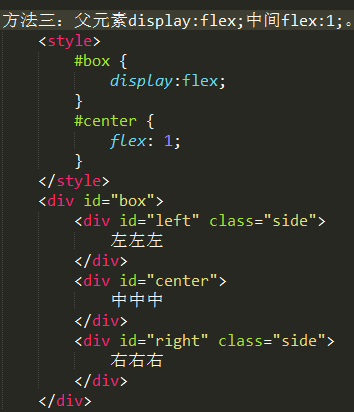 方法三：父元素display:flex;中间flex:1;。
<style>
#box {
display:flex;
}
#center {
flex: 1;
}
</style>
<div id="box">
<div id="left" class="side">
左左左
</div>
<div id="center">
中中中
</div>
<div id="right" class="side">
右右右
</div>
</div>